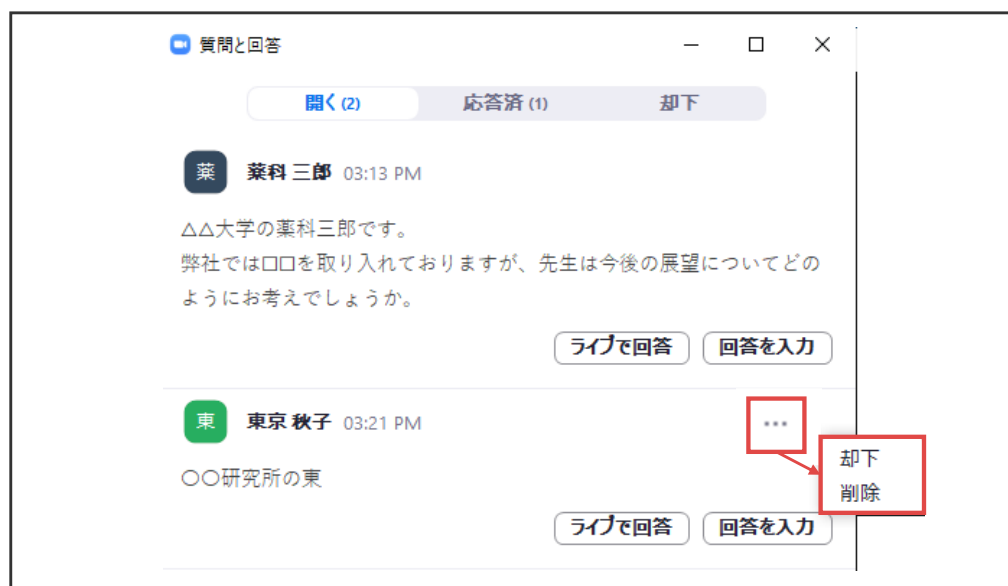 質問と回答
開く (2) 応答済 (1) 却下
薬 薬科 三郎 03:13 PM
△△大学の薬科三郎です。
弊社では□□を取り入れておりますが、先生は今後の展望についてどの
ようにお考えでしょうか。
ライブで回答 回答を入力
東 東京 秋子 03:21 PM
...
却下
〇〇研究所の東
削除
ライブで回答 回答を入力